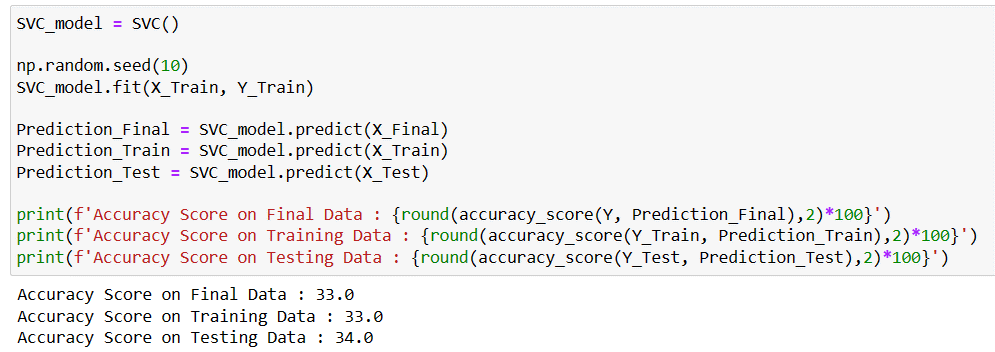 SVC_model = SVC()
np.random.seed(10)
SVC_model.fit(X_Train, Y_Train)
Prediction_Final = SVC_model.predict(X_Final)
Prediction_Train = SVC_model.predict(X_Train)
Prediction_Test = SVC_model.predict(X_Test)
print(f'Accuracy Score on Final Data : {round(accuracy_score(Y, Prediction_Final),2)*100}')
print(f'Accuracy Score on Training Data : {round(accuracy_score(Y_Train, Prediction_Train),2)*100}')
print(f'Accuracy Score on Testing Data : {round(accuracy_score(Y_Test, Prediction_Test),2)*100}')
Accuracy Score on Final Data : 33.0
Accuracy Score on Training Data : 33.0
Accuracy Score on Testing Data : 34.0